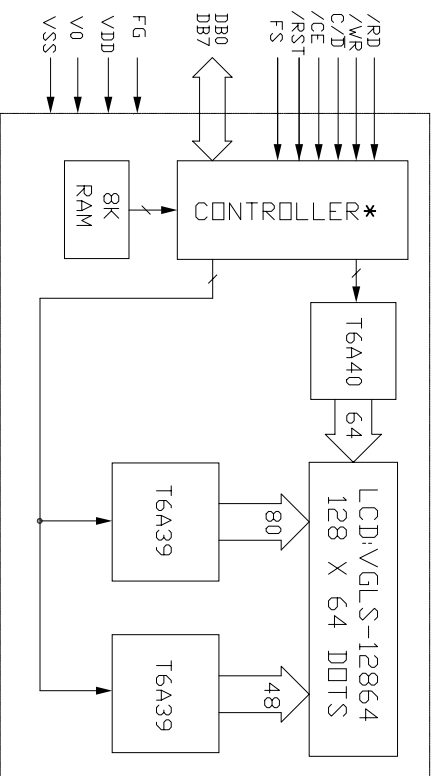 /RD
/WR
C/D̅
/CE
/RST
FS
DB0
DB7
FG
VDD
V0
VSS
CONTROLLER*
8K
RAM
T6A40
64
LCD:VGLS-12864
128 X 64 DOTS
80
48
T6A39
T6A39